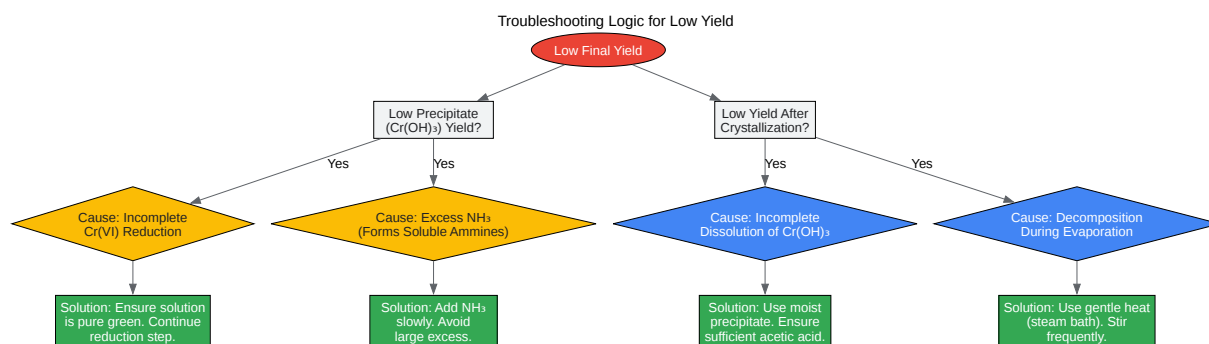 Troubleshooting Logic for Low Yield
Low Final Yield
Low Precipitate
(Cr(OH)₃) Yield?
Low Yield After
Crystallization?
Yes
Yes
Yes
Yes
Cause: Incomplete
Cr(VI) Reduction
Cause: Excess NH₃
(Forms Soluble Ammines)
Cause: Incomplete
Dissolution of Cr(OH)₃
Cause: Decomposition
During Evaporation
Solution: Ensure solution
is pure green. Continue
reduction step.
Solution: Add NH₃
slowly. Avoid
large excess.
Solution: Use moist
precipitate. Ensure
sufficient acetic acid.
Solution: Use gentle heat
(steam bath). Stir
frequently.